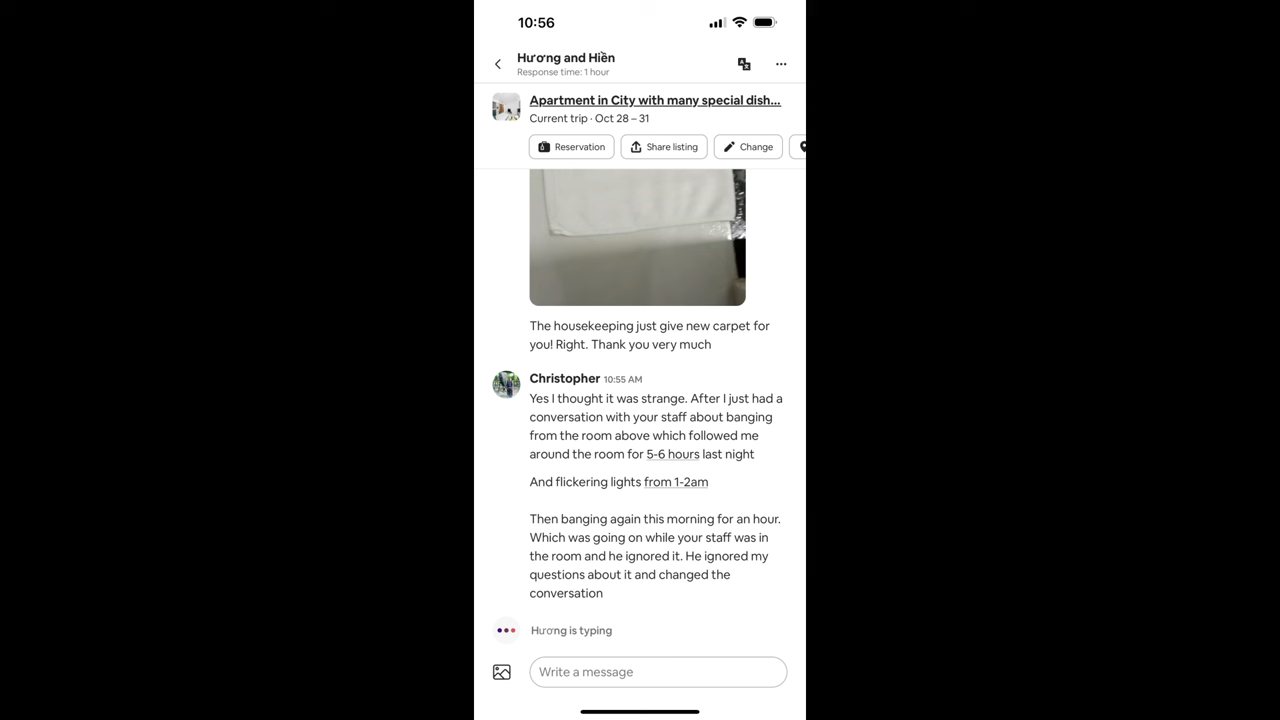 10:56
Hương and Hiền
Response time: 1 hour
Apartment in City with many special dish...
Current trip · Oct 28 – 31
Reservation
Share listing
Change
The housekeeping just give new carpet for
you! Right. Thank you very much
Christopher 10:55 AM
Yes I thought it was strange. After I just had a
conversation with your staff about banging
from the room above which followed me
around the room for 5-6 hours last night
And flickering lights from 1-2am
Then banging again this morning for an hour.
Which was going on while your staff was in
the room and he ignored it. He ignored my
questions about it and changed the
conversation
Hương is typing
Write a message